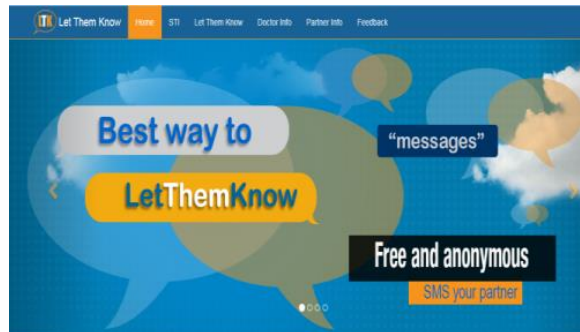 LTK Let Them Know Home STI Let Them Know Doctor Info Partner Info Feedback
Best way to
LetThemKnow
“messages”
Free and anonymous
SMS your partner